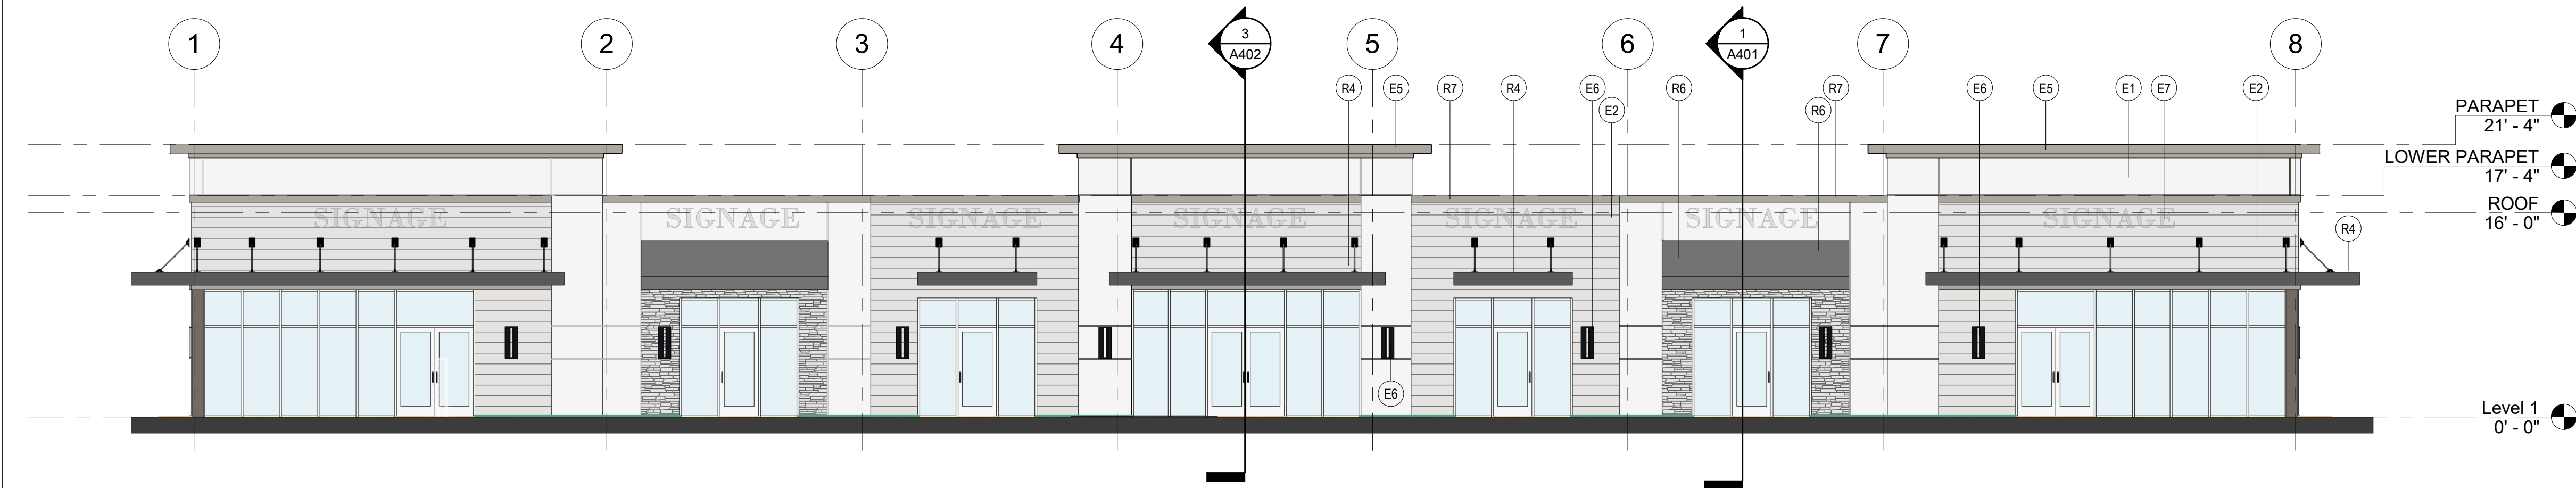 1
2
3
4
3
A402
5
6
1
A401
7
8
R4
E5
R7
R4
E6
E2
R6
R6
R7
E6
E5
E1
E7
E2
PARAPET
21' - 4"
LOWER PARAPET
17' - 4"
ROOF
16' - 0"
SIGNAGE
SIGNAGE
SIGNAGE
SIGNAGE
SIGNAGE
SIGNAGE
SIGNAGE
R4
E6
Level 1
0' - 0"